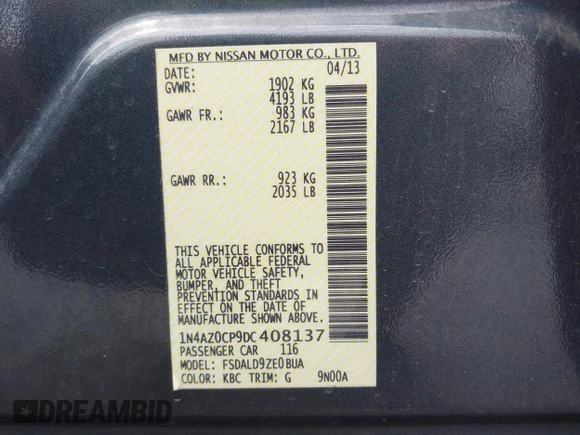 MFD BY NISSAN MOTOR CO., LTD.
DATE: 04/13
GVWR: 1902 KG
4193 LB
GAWR FR.: 983 KG
2167 LB
GAWR RR.: 923 KG
2035 LB
THIS VEHICLE CONFORMS TO
ALL APPLICABLE FEDERAL
MOTOR VEHICLE SAFETY,
BUMPER, AND THEFT
PREVENTION STANDARDS IN
EFFECT ON THE DATE OF
MANUFACTURE SHOWN ABOVE.
1N4AZ0CP9DC408137
PASSENGER CAR 116
MODEL: FSDALD9ZE0BUA
COLOR: KBC TRIM: G 9N00A
DREAMBID